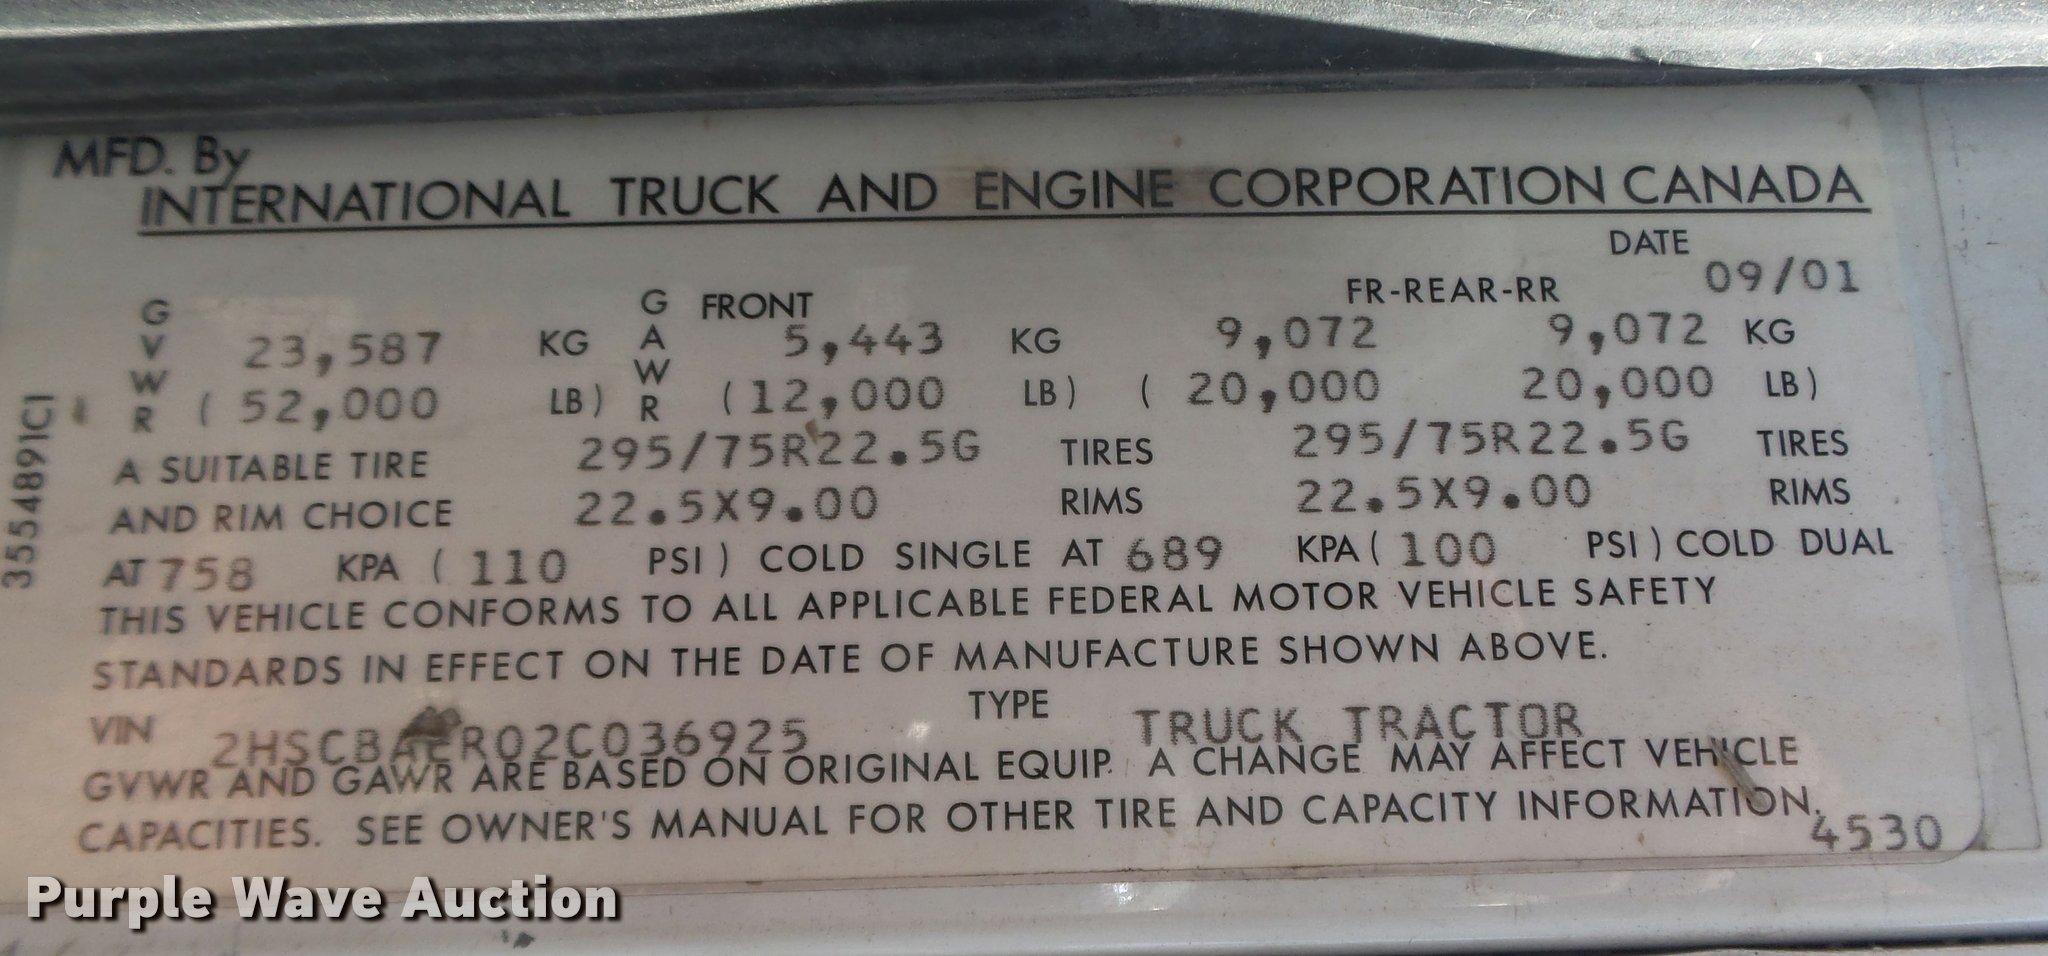 MFD. By
INTERNATIONAL TRUCK AND ENGINE CORPORATION CANADA
DATE
09/01
GVWR 23,587 KG GAWR FRONT 5,443 KG FR-REAR-RR 9,072 9,072 KG
( 52,000 LB) (12,000 LB) ( 20,000 20,000 LB)
A SUITABLE TIRE 295/75R22.5G TIRES 295/75R22.5G TIRES
AND RIM CHOICE 22.5X9.00 RIMS 22.5X9.00 RIMS
AT 758 KPA ( 110 PSI) COLD SINGLE AT 689 KPA ( 100 PSI) COLD DUAL
THIS VEHICLE CONFORMS TO ALL APPLICABLE FEDERAL MOTOR VEHICLE SAFETY
STANDARDS IN EFFECT ON THE DATE OF MANUFACTURE SHOWN ABOVE.
VIN 2HSCBAER02C036925 TYPE TRUCK TRACTOR
GVWR AND GAWR ARE BASED ON ORIGINAL EQUIP. A CHANGE MAY AFFECT VEHICLE
CAPACITIES. SEE OWNER'S MANUAL FOR OTHER TIRE AND CAPACITY INFORMATION.
4530
3554891C1
Purple Wave Auction